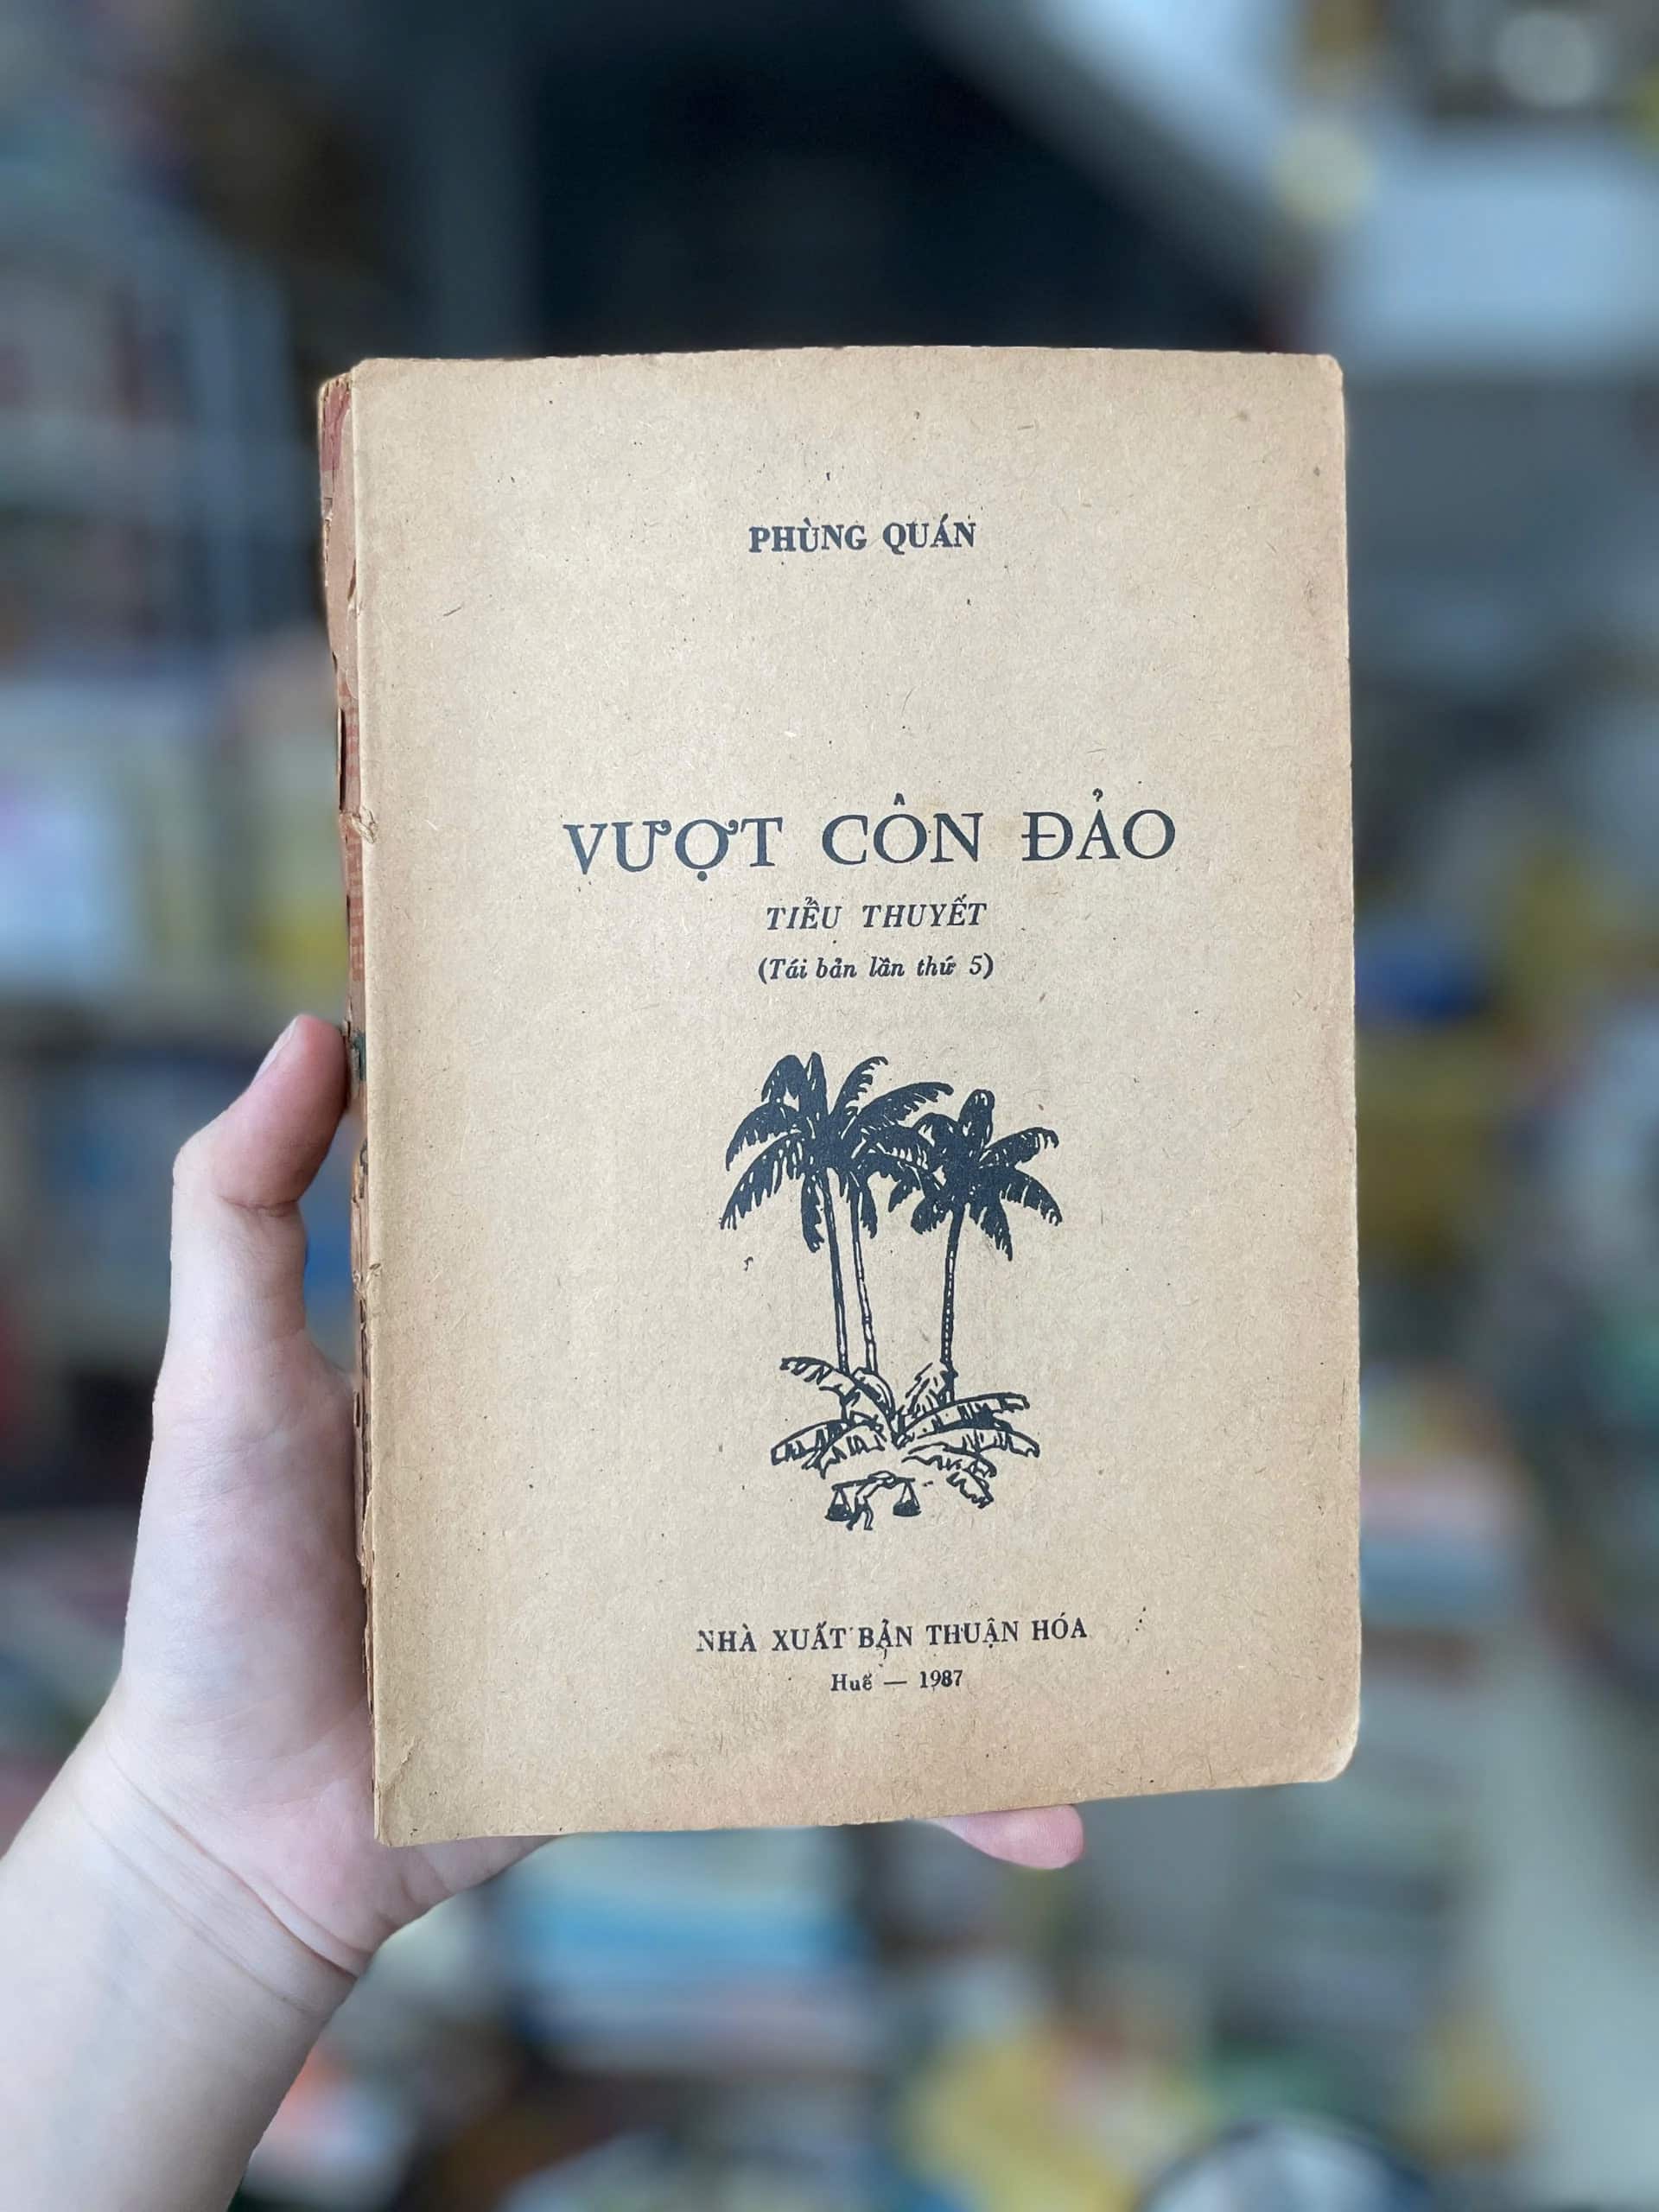 PHÙNG QUÁN
VƯỢT CÔN ĐẢO
TIỂU THUYẾT
(Tái bản lần thứ 5)
NHÀ XUẤT BẢN THUẬN HÓA
Huế — 1987